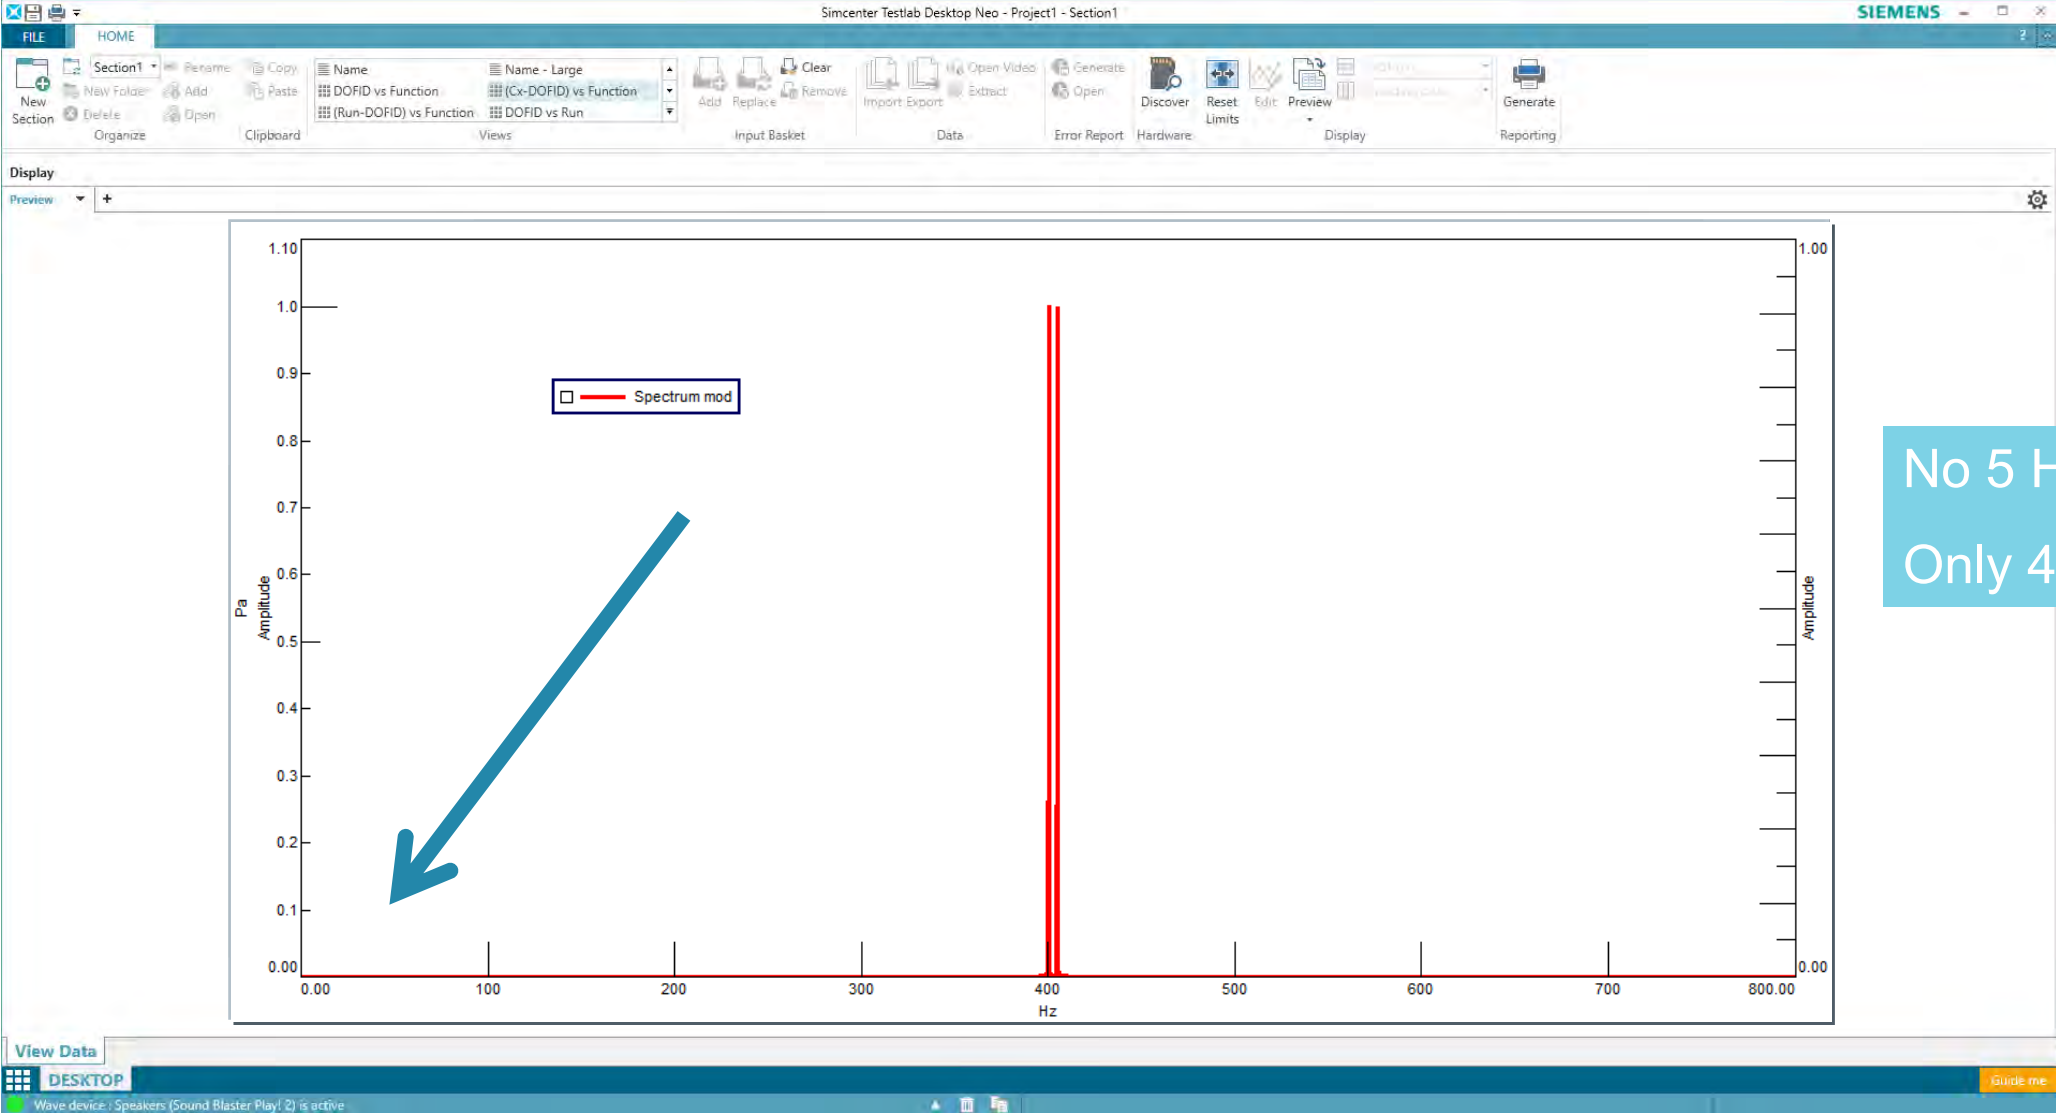 Simcenter Testlab Desktop Neo - Project1 - Section1
SIEMENS
FILE
HOME
New Section
Section1
Rename
New Folder
Add
Delete
Open
Organize
Copy
Paste
Clipboard
Name
Name - Large
DOFID vs Function
(Cx-DOFID) vs Function
(Run-DOFID) vs Function
DOFID vs Run
Views
Add
Replace
Clear
Remove
Input Basket
Import
Export
Open Video
Extract
Data
Generate
Open
Error Report
Discover
Hardware
Reset Limits
Edit
Preview
Display
Generate
Reporting
Display
Preview
+
1.10
1.0
0.9
0.8
0.7
0.6
0.5
0.4
0.3
0.2
0.1
0.00
Pa
Amplitude
Spectrum mod
1.00
0.00
Amplitude
0.00
100
200
300
400
500
600
700
800.00
Hz
No 5 H
Only 4
View Data
DESKTOP
Guide me
Wave device : Speakers (Sound Blaster Play! 2) is active